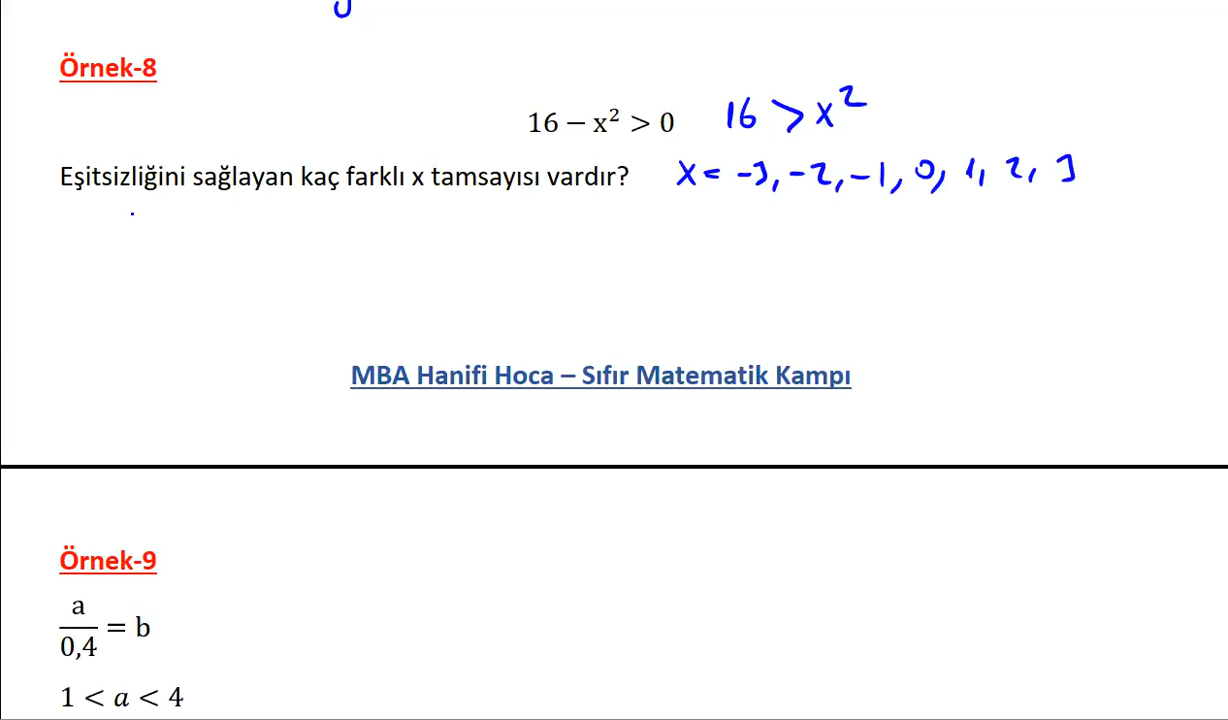 Örnek-8
16 − x² > 0 16 > x²
Eşitsizliğini sağlayan kaç farklı x tamsayısı vardır? x = -3, -2, -1, 0, 1, 2, 3
MBA Hanifi Hoca – Sıfır Matematik Kampı
Örnek-9
a
—— = b
0,4
1 < a < 4